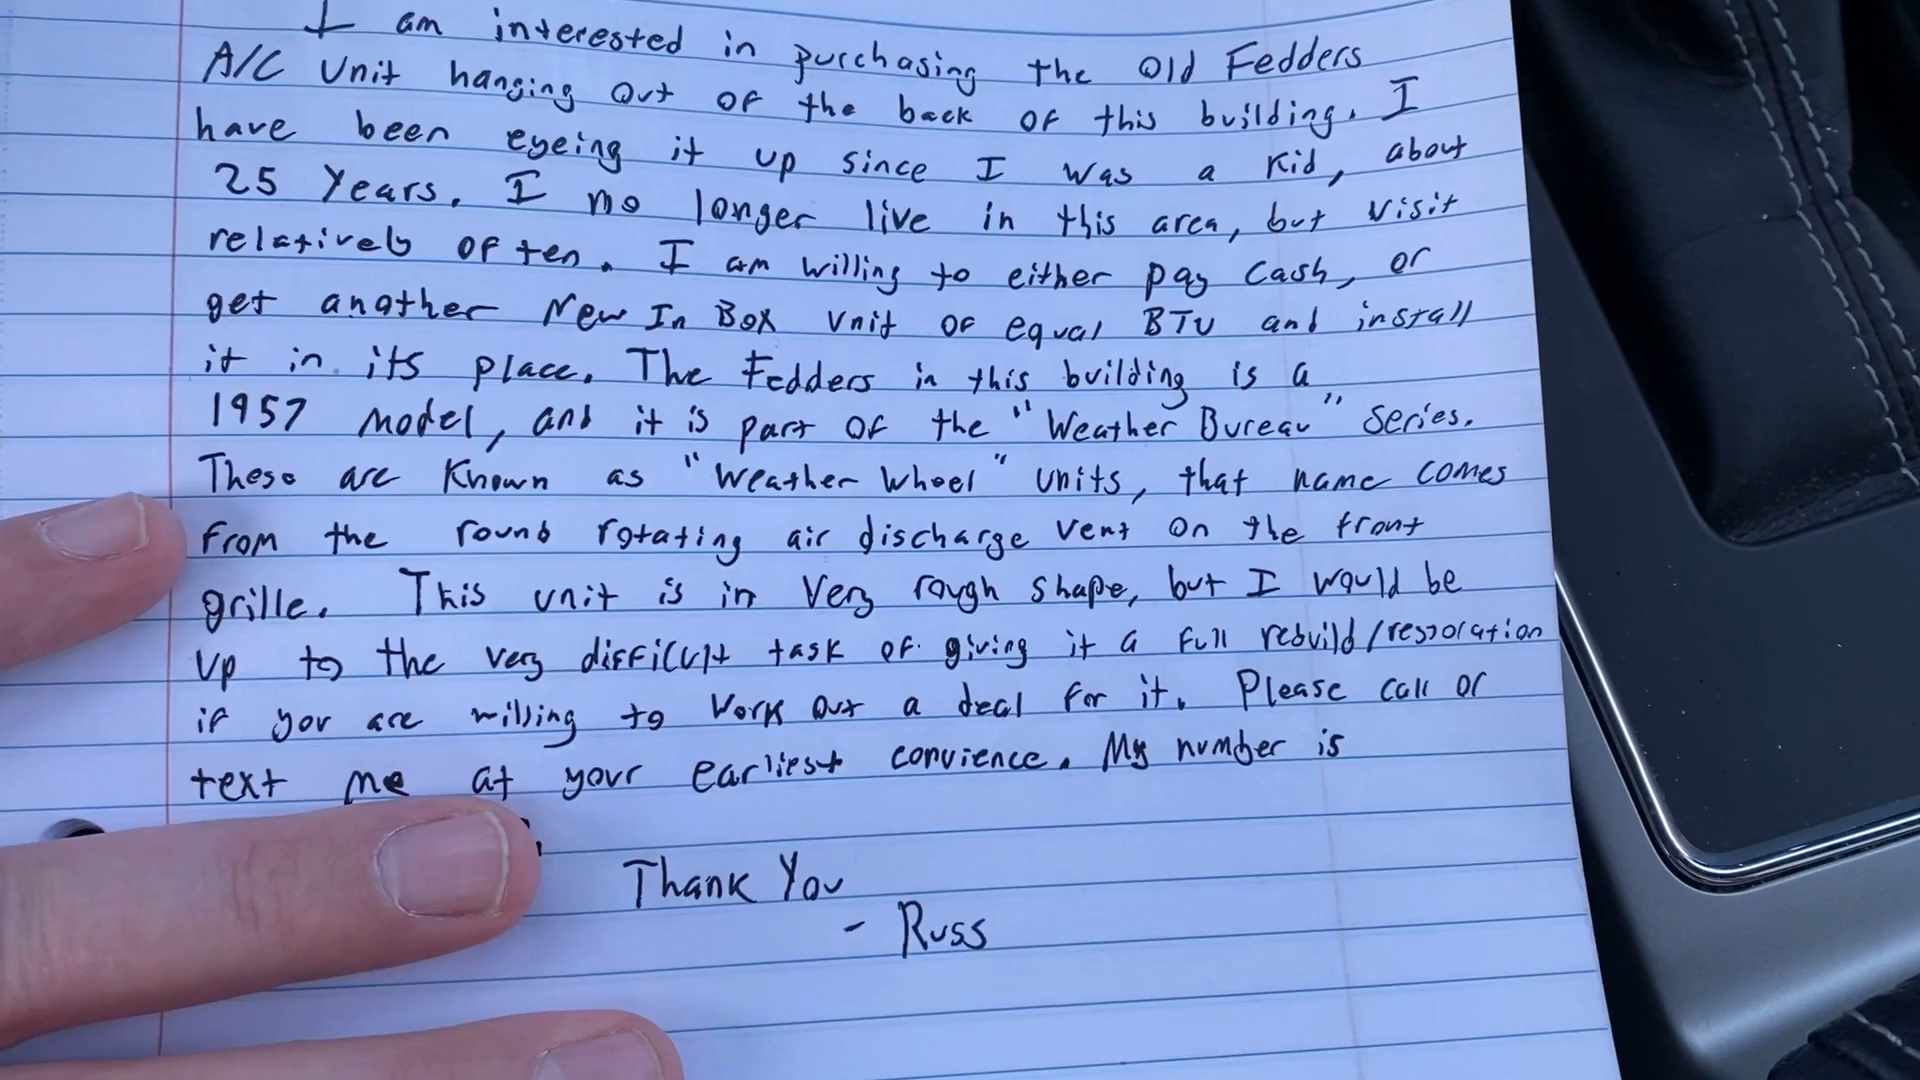 I am interested in purchasing the Old Fedders
A/C Unit hanging out of the back of this building. I
have been eyeing it up since I was a kid, about
25 Years. I no longer live in this area, but visit
relatively often. I am willing to either pay cash, or
get another New In Box unit of equal BTU and install
it in its place. The Fedders in this building is a
1957 model, and it is part of the "Weather Bureau" series.
These are known as "Weather Wheel" units, that name comes
from the round rotating air discharge vent on the front
grille. This unit is in very rough shape, but I would be
up to the very difficult task of giving it a full rebuild/restoration
if you are willing to work out a deal for it. Please call or
text me at your earliest convience. My number is
Thank You
- Russ